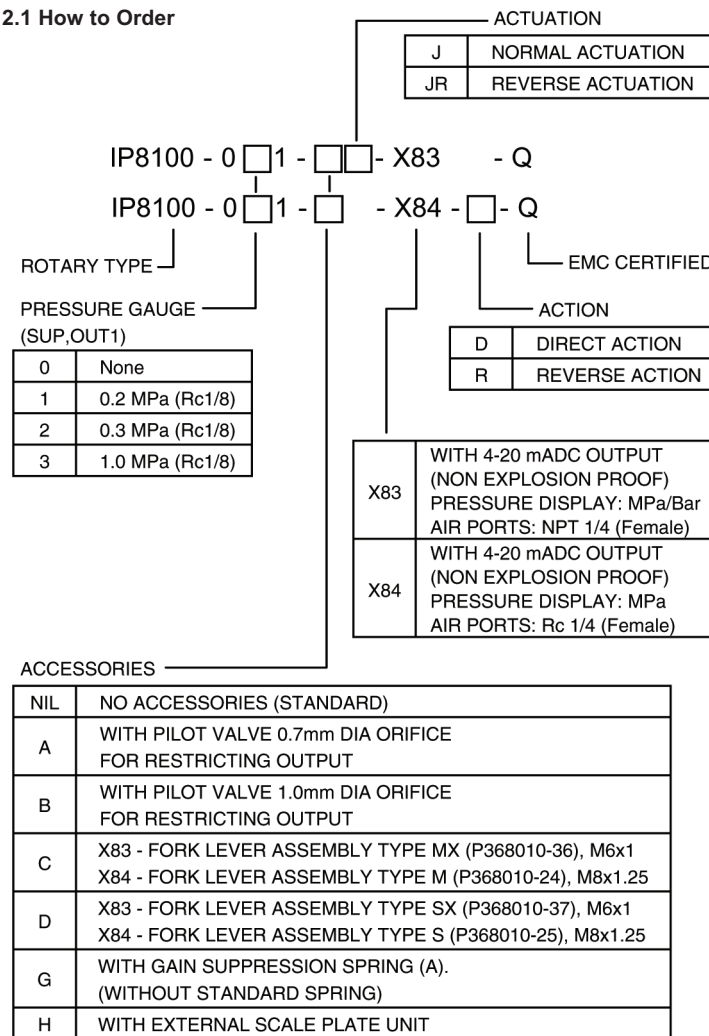 2.1 How to Order
ACTUATION
J NORMAL ACTUATION
JR REVERSE ACTUATION
IP8100 - 0□1 - □□- X83 - Q
IP8100 - 0□1 - □ - X84 - □- Q
ROTARY TYPE
EMC CERTIFIED
PRESSURE GAUGE
(SUP,OUT1)
0 None
1 0.2 MPa (Rc1/8)
2 0.3 MPa (Rc1/8)
3 1.0 MPa (Rc1/8)
ACTION
D DIRECT ACTION
R REVERSE ACTION
X83
WITH 4-20 mADC OUTPUT
(NON EXPLOSION PROOF)
PRESSURE DISPLAY: MPa/Bar
AIR PORTS: NPT 1/4 (Female)
X84
WITH 4-20 mADC OUTPUT
(NON EXPLOSION PROOF)
PRESSURE DISPLAY: MPa
AIR PORTS: Rc 1/4 (Female)
ACCESSORIES
NIL NO ACCESSORIES (STANDARD)
A
WITH PILOT VALVE 0.7mm DIA ORIFICE
FOR RESTRICTING OUTPUT
B
WITH PILOT VALVE 1.0mm DIA ORIFICE
FOR RESTRICTING OUTPUT
C
X83 - FORK LEVER ASSEMBLY TYPE MX (P368010-36), M6x1
X84 - FORK LEVER ASSEMBLY TYPE M (P368010-24), M8x1.25
D
X83 - FORK LEVER ASSEMBLY TYPE SX (P368010-37), M6x1
X84 - FORK LEVER ASSEMBLY TYPE S (P368010-25), M8x1.25
G
WITH GAIN SUPPRESSION SPRING (A).
(WITHOUT STANDARD SPRING)
H WITH EXTERNAL SCALE PLATE UNIT